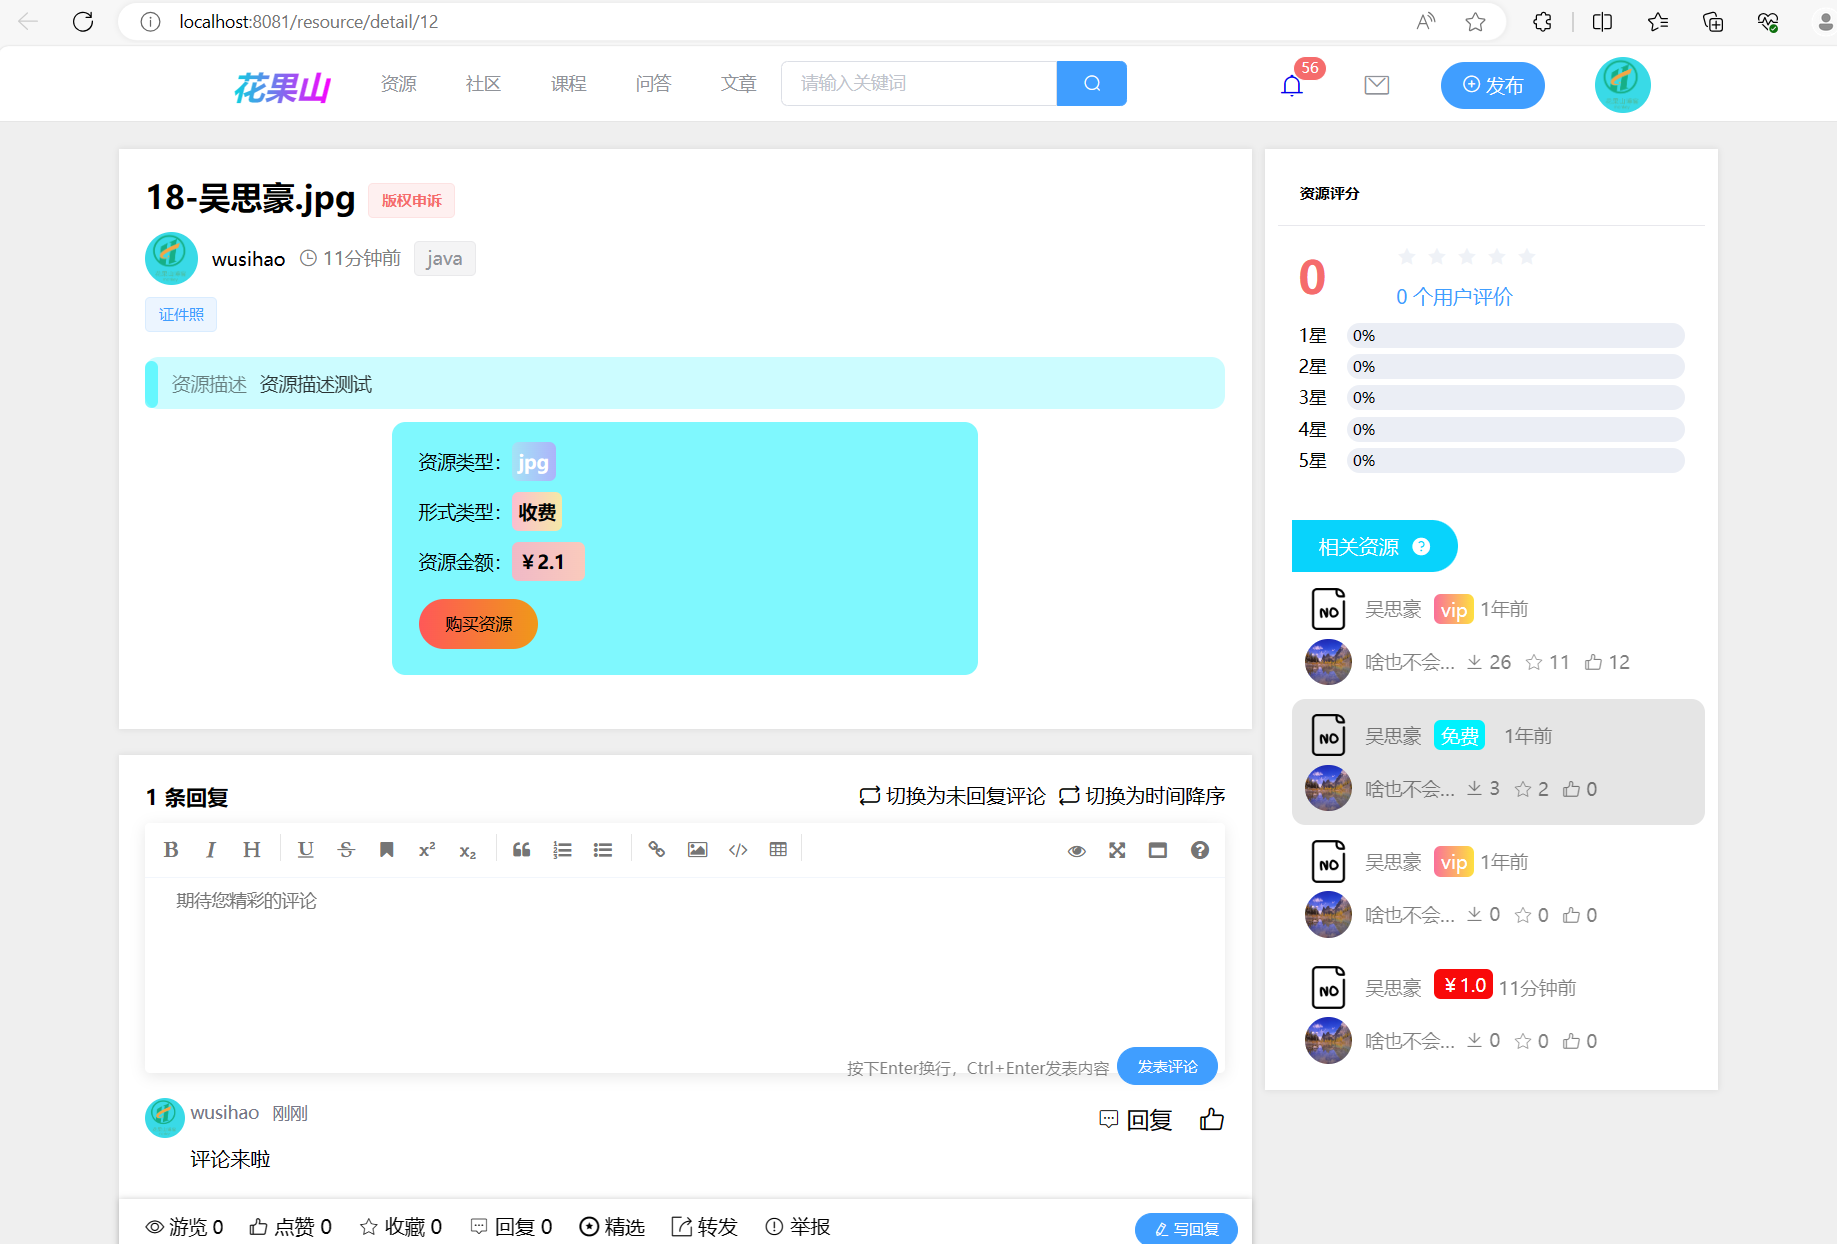 localhost:8081/resource/detail/12
花果山 资源 社区 课程 问答 文章 请输入关键词 56 发布
18-吴思豪.jpg 版权申诉
wusihao 11分钟前 java
证件照
资源描述 资源描述测试
资源类型： jpg
形式类型： 收费
资源金额： ￥2.1
购买资源
1 条回复 切换为未回复评论 切换为时间降序
B I H U S x² x₂
期待您精彩的评论
按下Enter换行，Ctrl+Enter发表内容 发表评论
wusihao 刚刚 回复
评论来啦
游览 0 点赞 0 收藏 0 回复 0 精选 转发 举报 写回复
资源评分
0
0 个用户评价
1星 0%
2星 0%
3星 0%
4星 0%
5星 0%
相关资源 ?
NO 吴思豪 vip 1年前
啥也不会... 26 11 12
NO 吴思豪 免费 1年前
啥也不会... 3 2 0
NO 吴思豪 vip 1年前
啥也不会... 0 0 0
NO 吴思豪 ￥1.0 11分钟前
啥也不会... 0 0 0